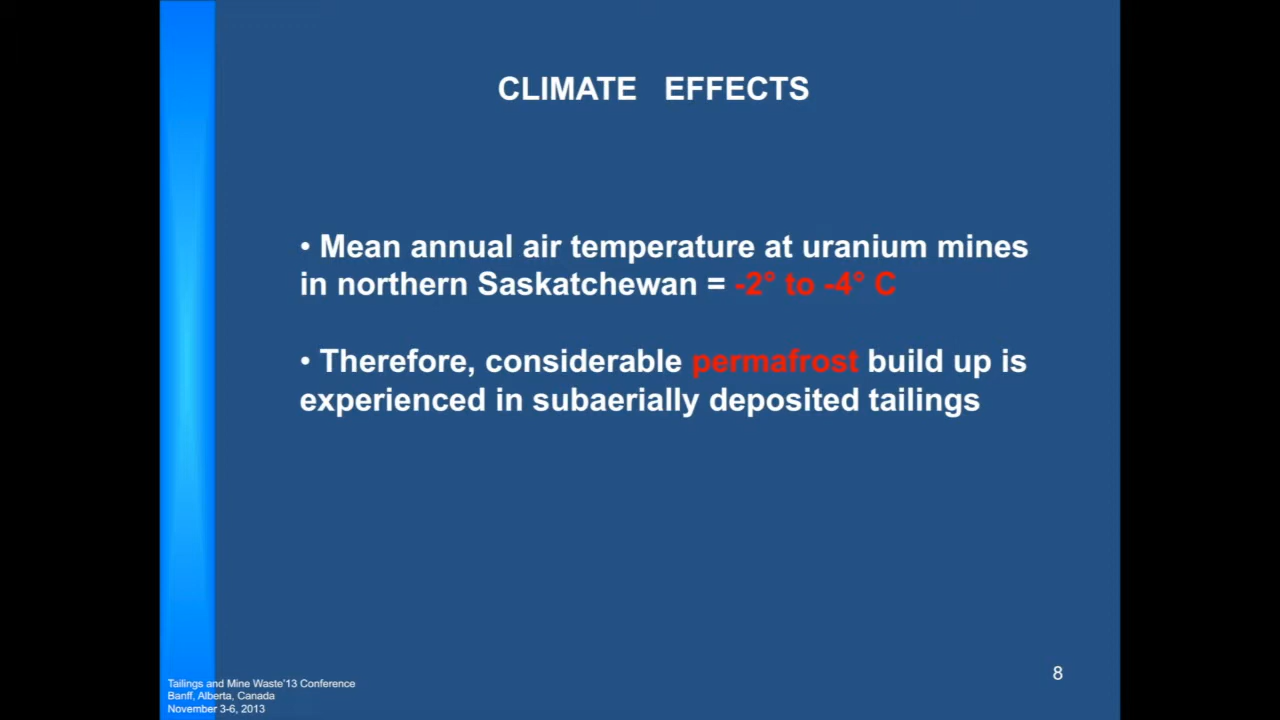 CLIMATE EFFECTS
• Mean annual air temperature at uranium mines
in northern Saskatchewan = -2° to -4° C
• Therefore, considerable permafrost build up is
experienced in subaerially deposited tailings
8
Tailings and Mine Waste'13 Conference
Banff, Alberta, Canada
November 3-6, 2013